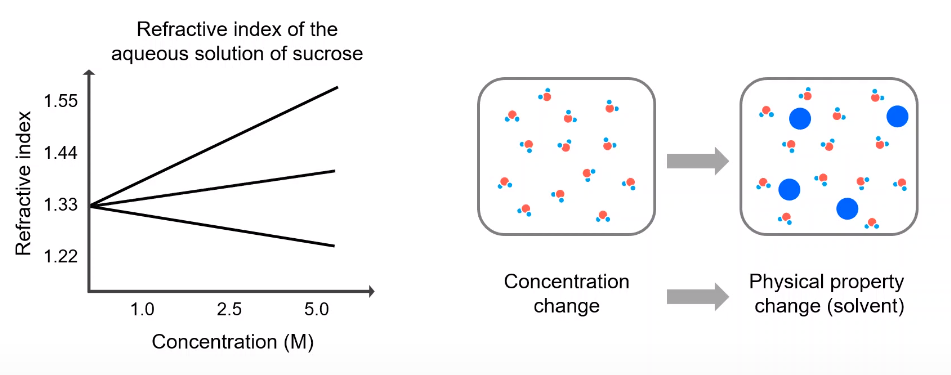 Refractive index of the
aqueous solution of sucrose
Refractive index
1.55
1.44
1.33
1.22
1.0 2.5 5.0
Concentration (M)
Concentration
change
Physical property
change (solvent)